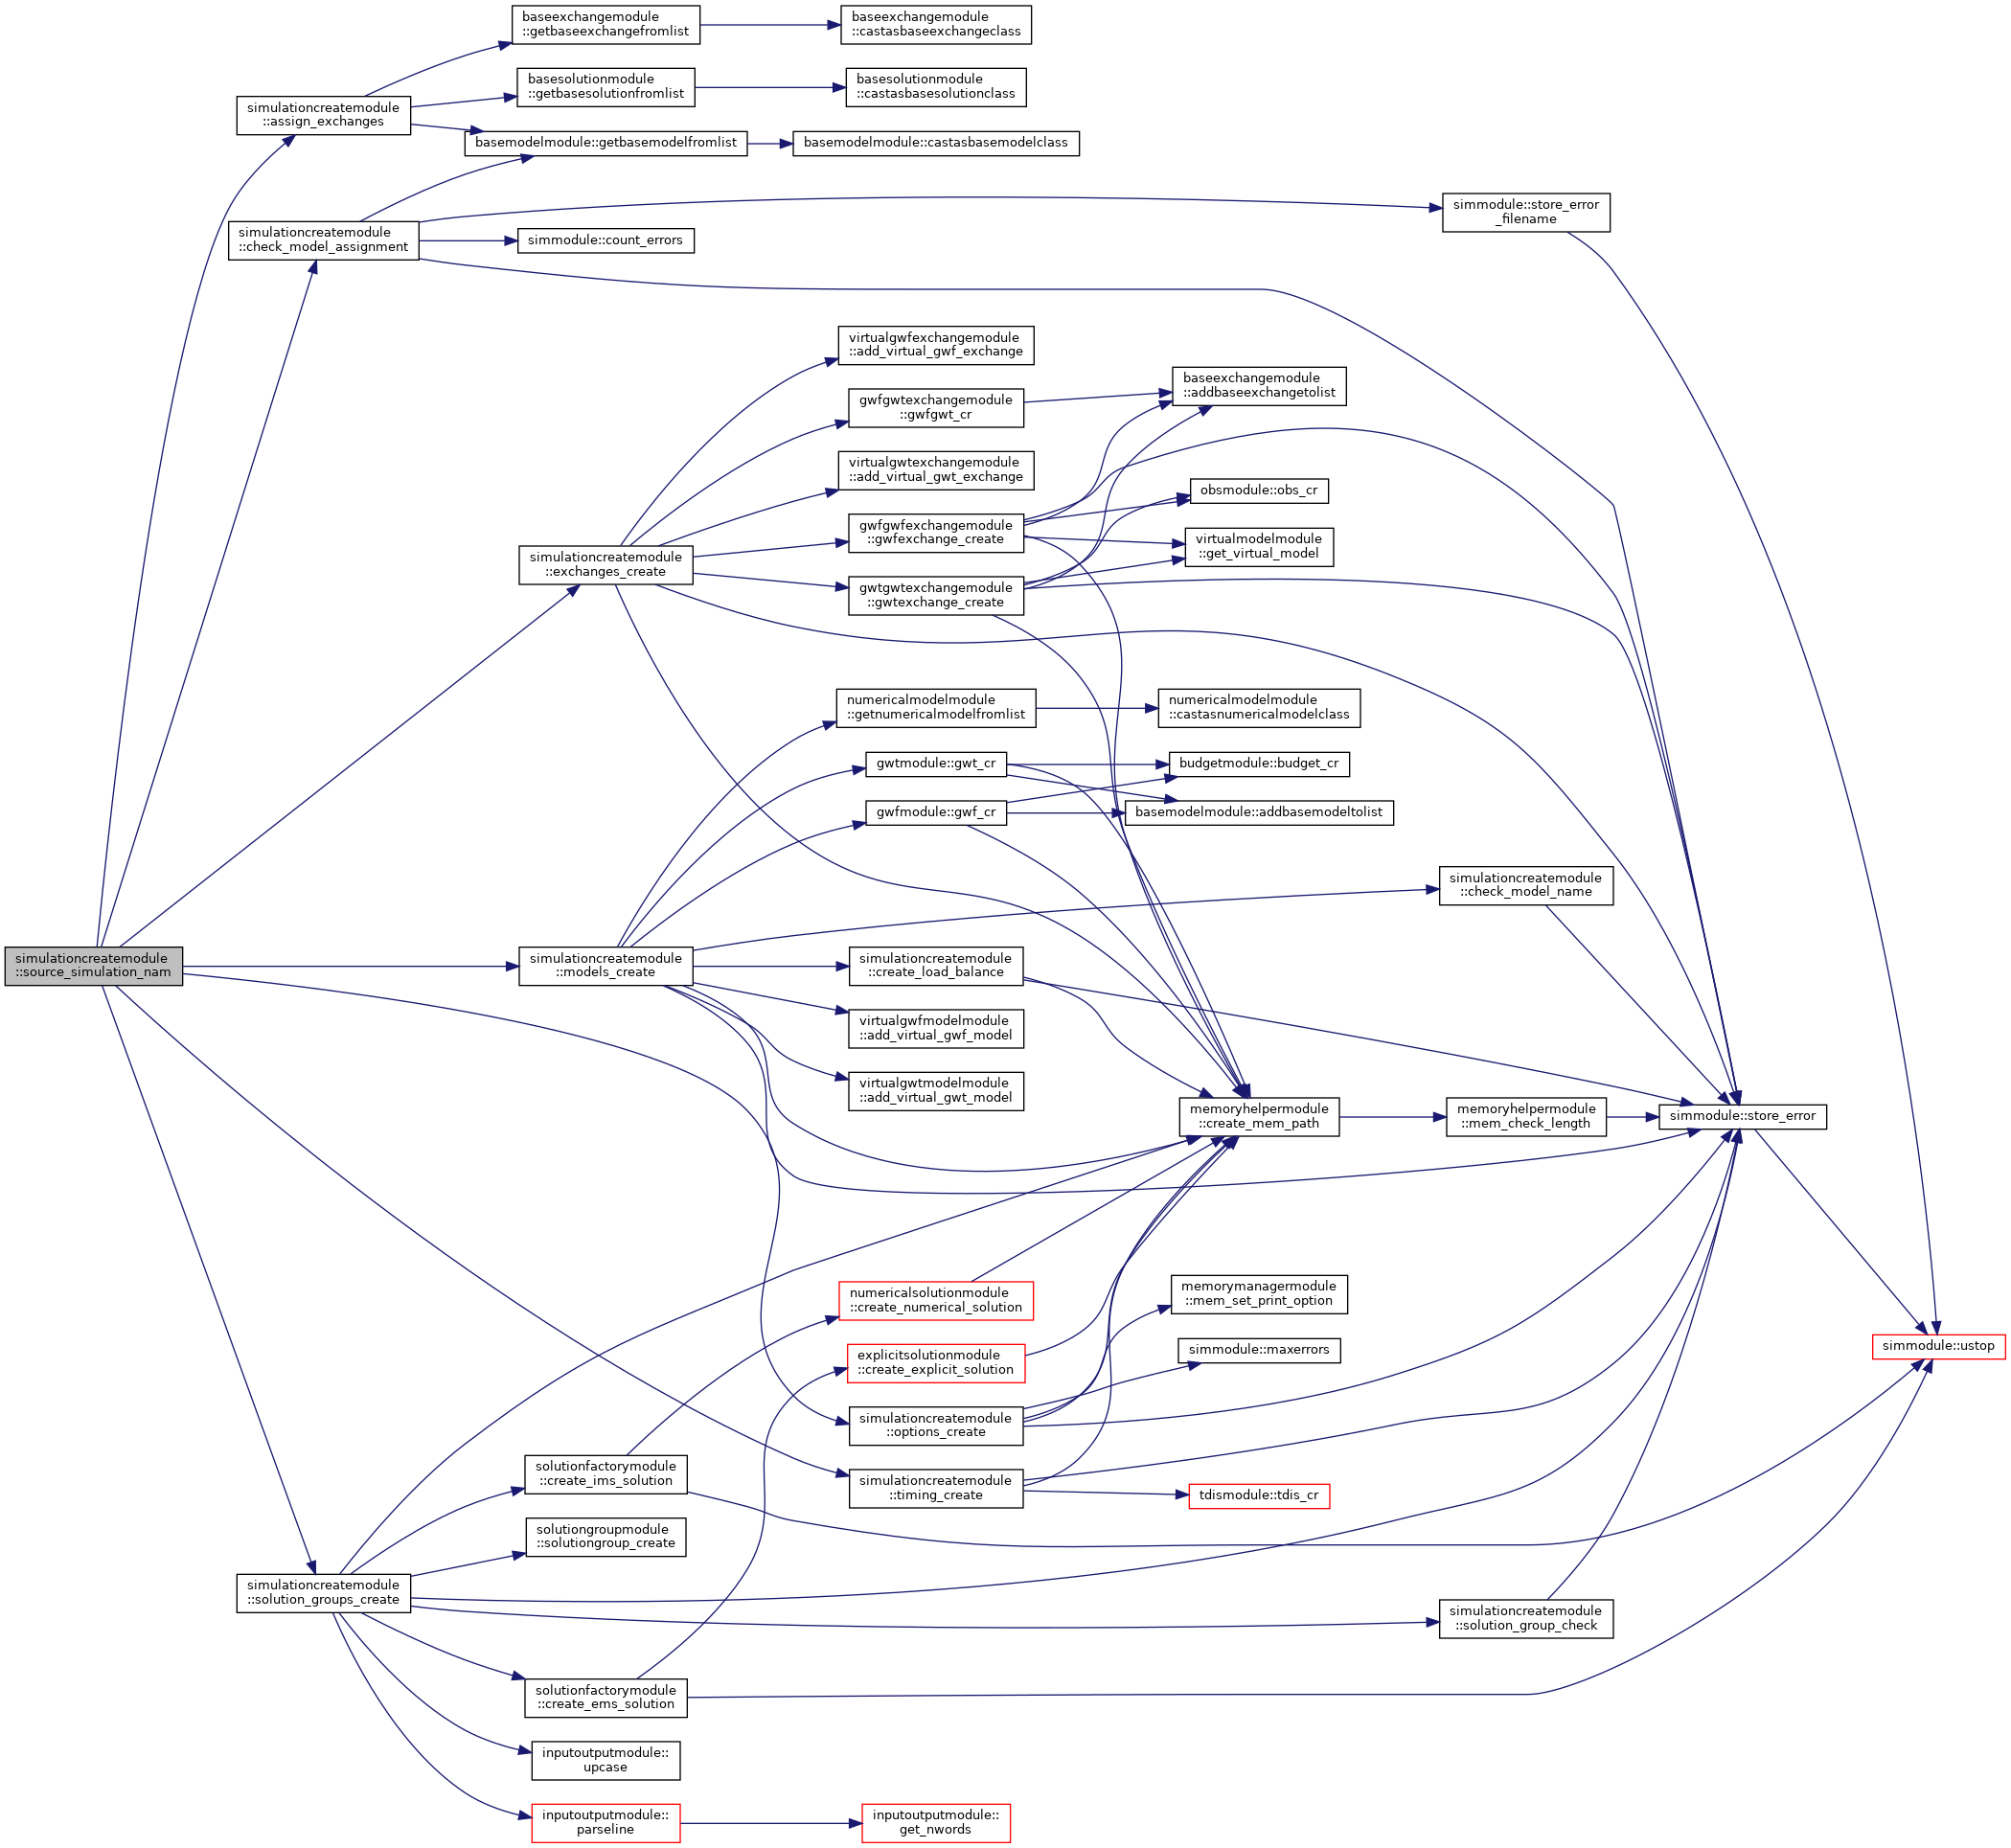 baseexchangemodule
::getbaseexchangefromlist
baseexchangemodule
::castasbaseexchangeclass
basesolutionmodule
::getbasesolutionfromlist
basesolutionmodule
::castasbasesolutionclass
simulationcreatemodule
::assign_exchanges
basemodelmodule::getbasemodelfromlist
basemodelmodule::castasbasemodelclass
simmodule::store_error
_filename
simulationcreatemodule
::check_model_assignment
simmodule::count_errors
virtualgwfexchangemodule
::add_virtual_gwf_exchange
baseexchangemodule
::addbaseexchangetolist
gwfgwtexchangemodule
::gwfgwt_cr
virtualgwtexchangemodule
::add_virtual_gwt_exchange
obsmodule::obs_cr
gwfgwfexchangemodule
::gwfexchange_create
virtualmodelmodule
::get_virtual_model
simulationcreatemodule
::exchanges_create
gwtgwtexchangemodule
::gwtexchange_create
numericalmodelmodule
::getnumericalmodelfromlist
numericalmodelmodule
::castasnumericalmodelclass
gwtmodule::gwt_cr
budgetmodule::budget_cr
gwfmodule::gwf_cr
basemodelmodule::addbasemodeltolist
simulationcreatemodule
::check_model_name
simulationcreatemodule
::source_simulation_nam
simulationcreatemodule
::models_create
simulationcreatemodule
::create_load_balance
virtualgwfmodelmodule
::add_virtual_gwf_model
virtualgwtmodelmodule
::add_virtual_gwt_model
memoryhelpermodule
::create_mem_path
memoryhelpermodule
::mem_check_length
simmodule::store_error
numericalsolutionmodule
::create_numerical_solution
memorymanagermodule
::mem_set_print_option
simmodule::maxerrors
simmodule::ustop
explicitsolutionmodule
::create_explicit_solution
simulationcreatemodule
::options_create
solutionfactorymodule
::create_ims_solution
simulationcreatemodule
::timing_create
tdismodule::tdis_cr
solutiongroupmodule
::solutiongroup_create
simulationcreatemodule
::solution_groups_create
simulationcreatemodule
::solution_group_check
solutionfactorymodule
::create_ems_solution
inputoutputmodule::
upcase
inputoutputmodule::
parseline
inputoutputmodule::
get_nwords